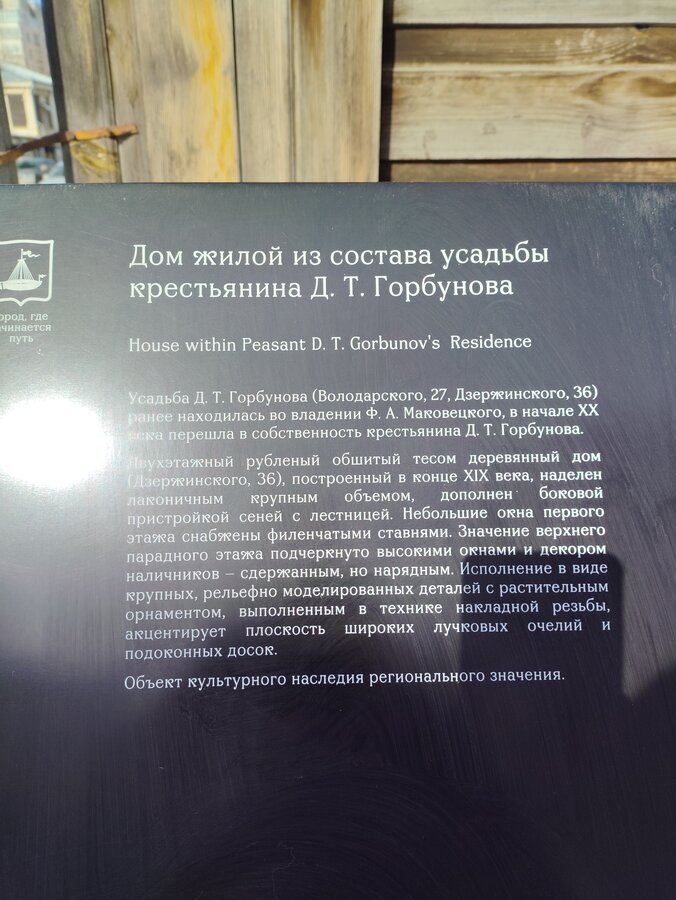 Дом жилой из состава усадьбы
крестьянина Д. Т. Горбунова
ород, где
чинается
путь
House within Peasant D. T. Gorbunov's Residence
Усадьба Д. Т. Горбунова (Володарского, 27, Дзержинского, 36)
ранее находилась во владении Ф. А. Маковецкого, в начале XX
века перешла в собственность крестьянина Д. Т. Горбунова.
Двухэтажный рубленый обшитый тесом деревянный дом
(Дзержинского, 36), построенный в конце XIX века, наделен
лаконичным крупным объемом, дополнен боковой
пристройкой сеней с лестницей. Небольшие окна первого
этажа снабжены филенчатыми ставнями. Значение верхнего
парадного этажа подчеркнуто высокими окнами и декором
наличников – сдержанным, но нарядным. Исполнение в виде
крупных, рельефно моделированных деталей с растительным
орнаментом, выполненным в технике накладной резьбы,
акцентирует плоскость широких лучковых очелий и
подоконных досок.
Объект культурного наследия регионального значения.